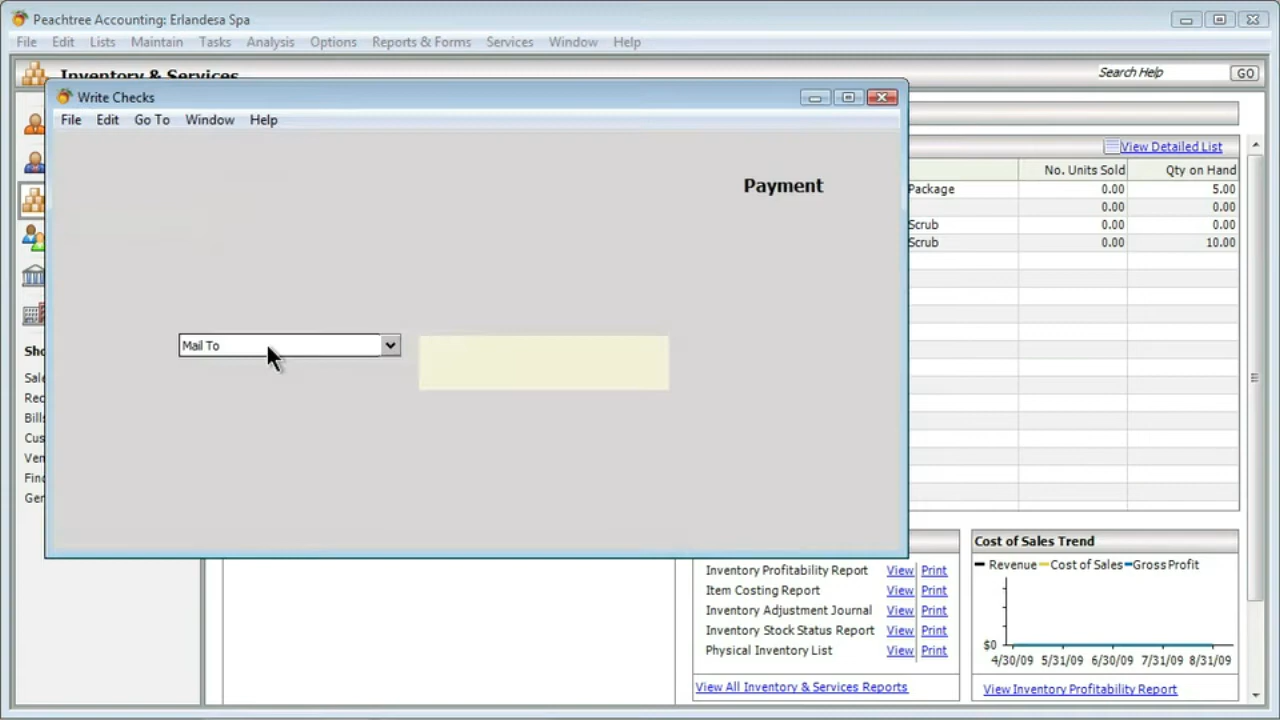 Peachtree Accounting: Erlandesa Spa
File Edit Lists Maintain Tasks Analysis Options Reports & Forms Services Window Help
Inventory & Services
Search Help GO
Write Checks
File Edit Go To Window Help
View Detailed List
No. Units Sold Qty on Hand
Package 0.00 5.00
0.00 0.00
Scrub 0.00 0.00
Scrub 0.00 10.00
Payment
Mail To
Cost of Sales Trend
Revenue Cost of Sales Gross Profit
$0
4/30/09 5/31/09 6/30/09 7/31/09 8/31/09
View Inventory Profitability Report
Inventory Profitability Report View Print
Item Costing Report View Print
Inventory Adjustment Journal View Print
Inventory Stock Status Report View Print
Physical Inventory List View Print
View All Inventory & Services Reports